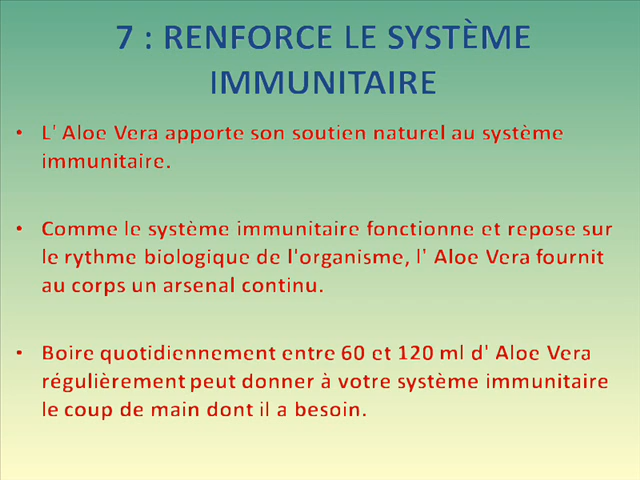 7 : RENFORCE LE SYSTÈME
IMMUNITAIRE
• L' Aloe Vera apporte son soutien naturel au système
immunitaire.
• Comme le système immunitaire fonctionne et repose sur
le rythme biologique de l'organisme, l' Aloe Vera fournit
au corps un arsenal continu.
• Boire quotidiennement entre 60 et 120 ml d' Aloe Vera
régulièrement peut donner à votre système immunitaire
le coup de main dont il a besoin.